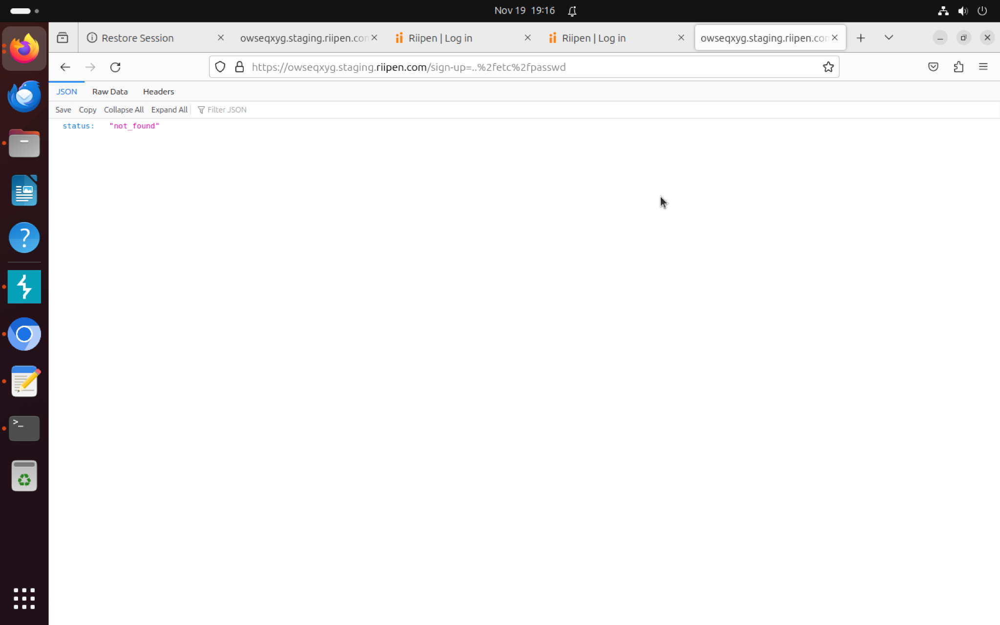 Nov 19 19:16
Restore Session
owseqxyg.staging.riipen.con
Riipen | Log in
Riipen | Log in
owseqxyg.staging.riipen.con
https://owseqxyg.staging.riipen.com/sign-up=..%2fetc%2fpasswd
JSON Raw Data Headers
Save Copy Collapse All Expand All Filter JSON
status: "not_found"